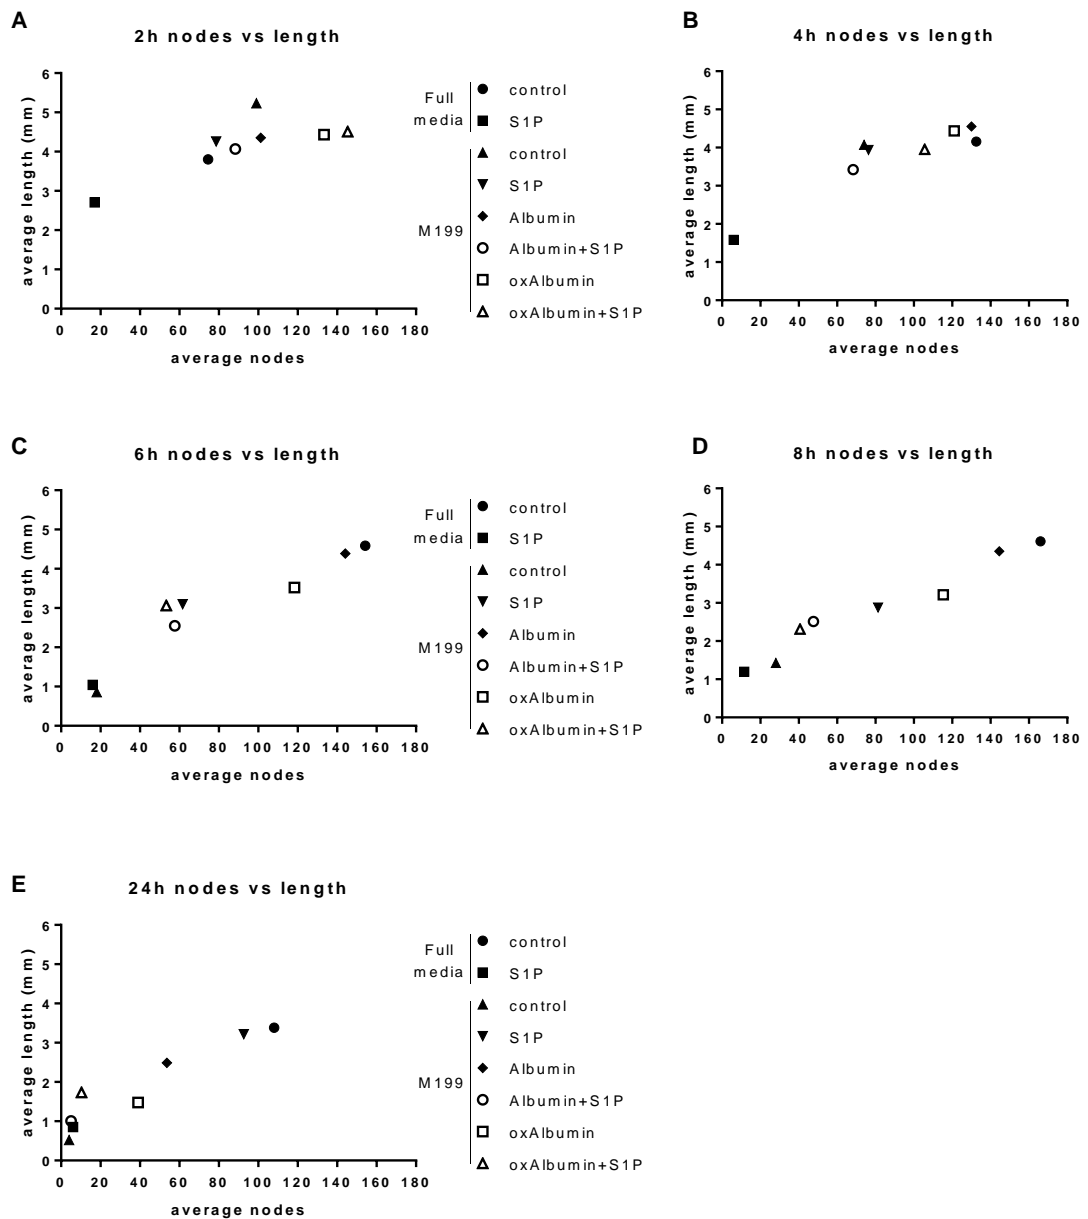 A
2h nodes vs length
6
5
4
3
2
1
0
average length (mm)
0 20 40 60 80 100 120 140 160 180
average nodes
Full
media
control
S1P
M199
control
S1P
Albumin
Albumin+S1P
oxAlbumin
oxAlbumin+S1P
B
4h nodes vs length
6
5
4
3
2
1
0
average length (mm)
0 20 40 60 80 100 120 140 160 180
average nodes
C
6h nodes vs length
6
5
4
3
2
1
0
average length (mm)
0 20 40 60 80 100 120 140 160 180
average nodes
Full
media
control
S1P
M199
control
S1P
Albumin
Albumin+S1P
oxAlbumin
oxAlbumin+S1P
D
8h nodes vs length
6
5
4
3
2
1
0
average length (mm)
0 20 40 60 80 100 120 140 160 180
average nodes
E
24h nodes vs length
6
5
4
3
2
1
0
average length (mm)
0 20 40 60 80 100 120 140 160 180
average nodes
Full
media
control
S1P
M199
control
S1P
Albumin
Albumin+S1P
oxAlbumin
oxAlbumin+S1P